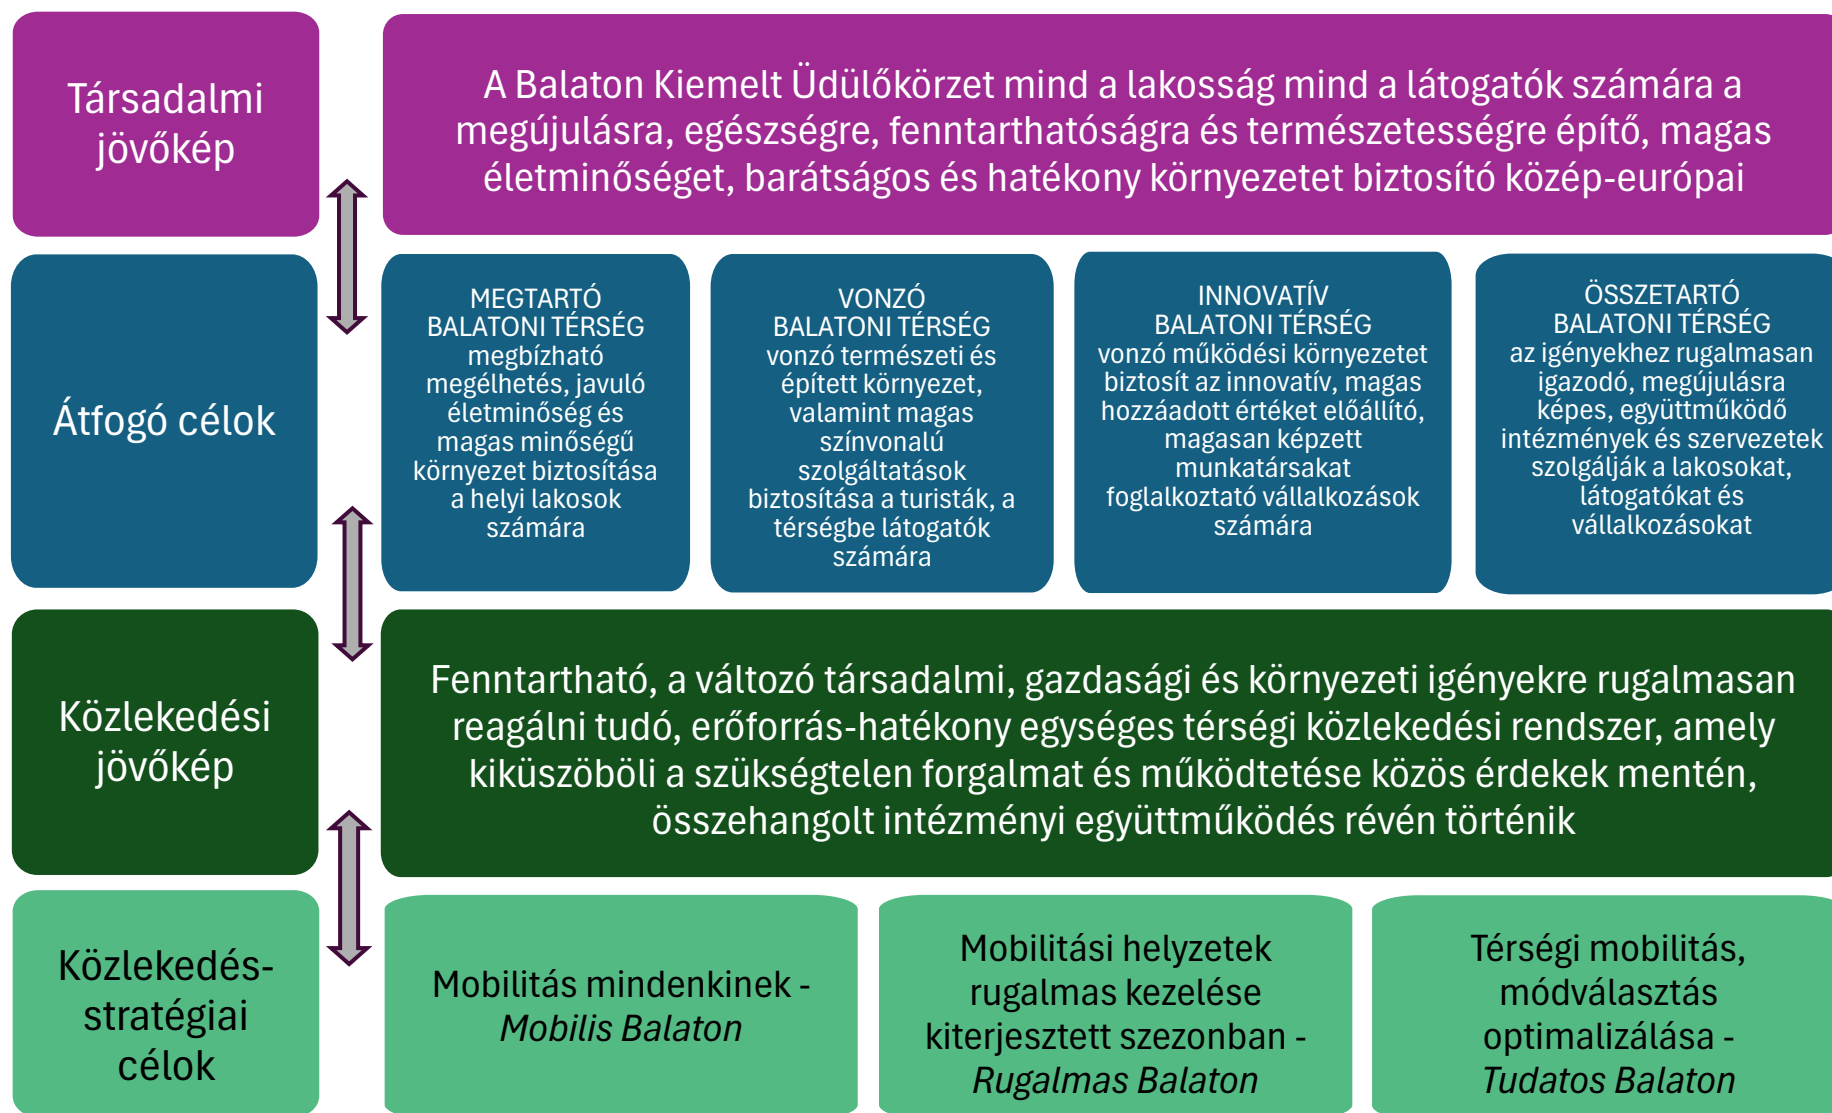 Társadalmi
jövőkép
A Balaton Kiemelt Üdülőkörzet mind a lakosság mind a látogatók számára a
megújulásra, egészségre, fenntarthatóságra és természetességre építő, magas
életminőséget, barátságos és hatékony környezetet biztosító közép-európai
Átfogó célok
MEGTARTÓ
BALATONI TÉRSÉG
megbízható
megélhetés, javuló
életminőség és
magas minőségű
környezet biztosítása
a helyi lakosok
számára
VONZÓ
BALATONI TÉRSÉG
vonzó természeti és
épített környezet,
valamint magas
színvonalú
szolgáltatások
biztosítása a turisták, a
térségbe látogatók
számára
INNOVATÍV
BALATONI TÉRSÉG
vonzó működési környezetet
biztosít az innovatív, magas
hozzáadott értéket előállító,
magasan képzett
munkatársakat
foglalkoztató vállalkozások
számára
ÖSSZETARTÓ
BALATONI TÉRSÉG
az igényekhez rugalmasan
igazodó, megújulásra
képes, együttműködő
intézmények és szervezetek
szolgálják a lakosokat,
látogatókat és
vállalkozásokat
Közlekedési
jövőkép
Fenntartható, a változó társadalmi, gazdasági és környezeti igényekre rugalmasan
reagálni tudó, erőforrás-hatékony egységes térségi közlekedési rendszer, amely
kiküszöböli a szükségtelen forgalmat és működtetése közös érdekek mentén,
összehangolt intézményi együttműködés révén történik
Közlekedés-
stratégiai
célok
Mobilitás mindenkinek -
Mobilis Balaton
Mobilitási helyzetek
rugalmas kezelése
kiterjesztett szezonban -
Rugalmas Balaton
Térségi mobilitás,
módválasztás
optimalizálása -
Tudatos Balaton